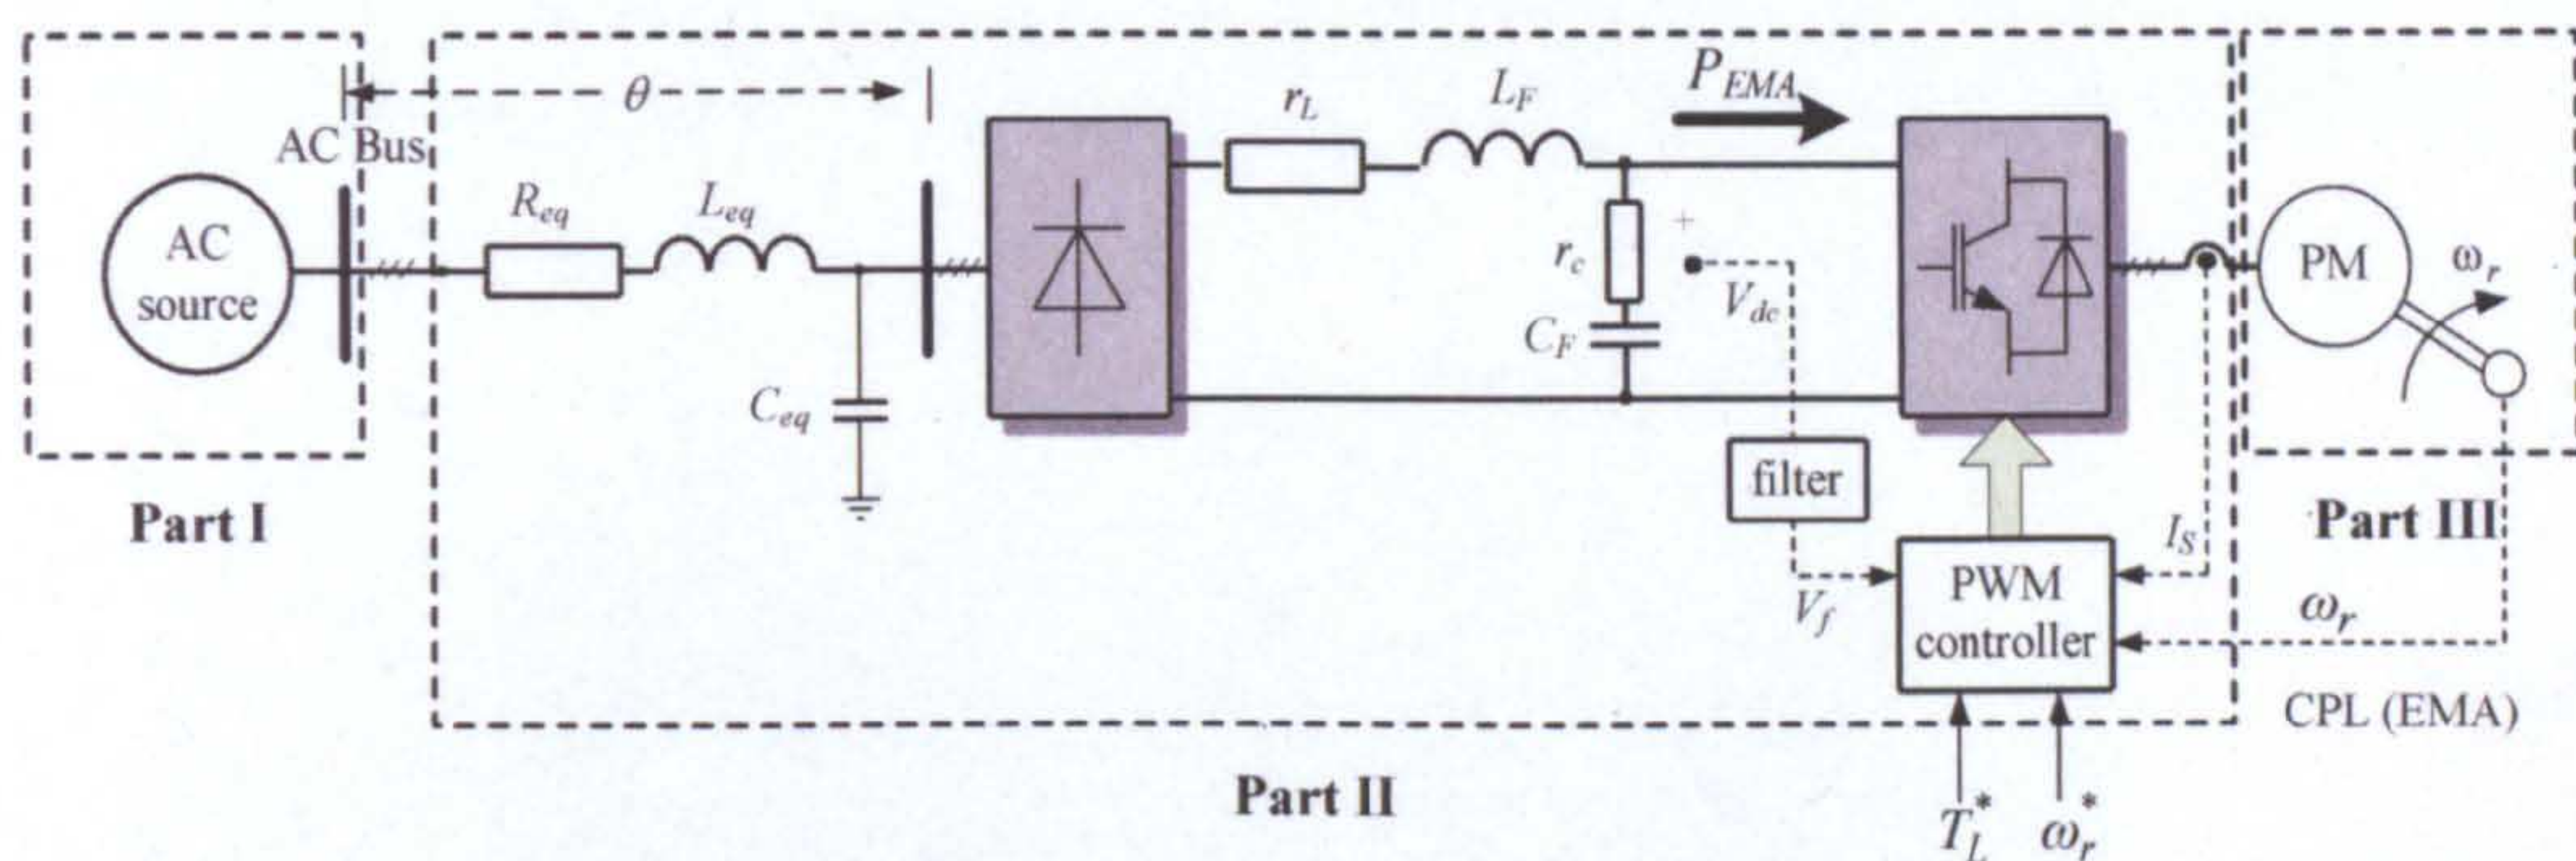 θ
AC Bus
AC
source
R_eq
L_eq
C_eq
r_L
L_F
P_EMA
r_c
C_F
+
V_dc
filter
V_f
PWM
controller
I_S
ω_r
PM
ω_r
T_L^*
ω_r^*
CPL (EMA)
Part I
Part II
Part III